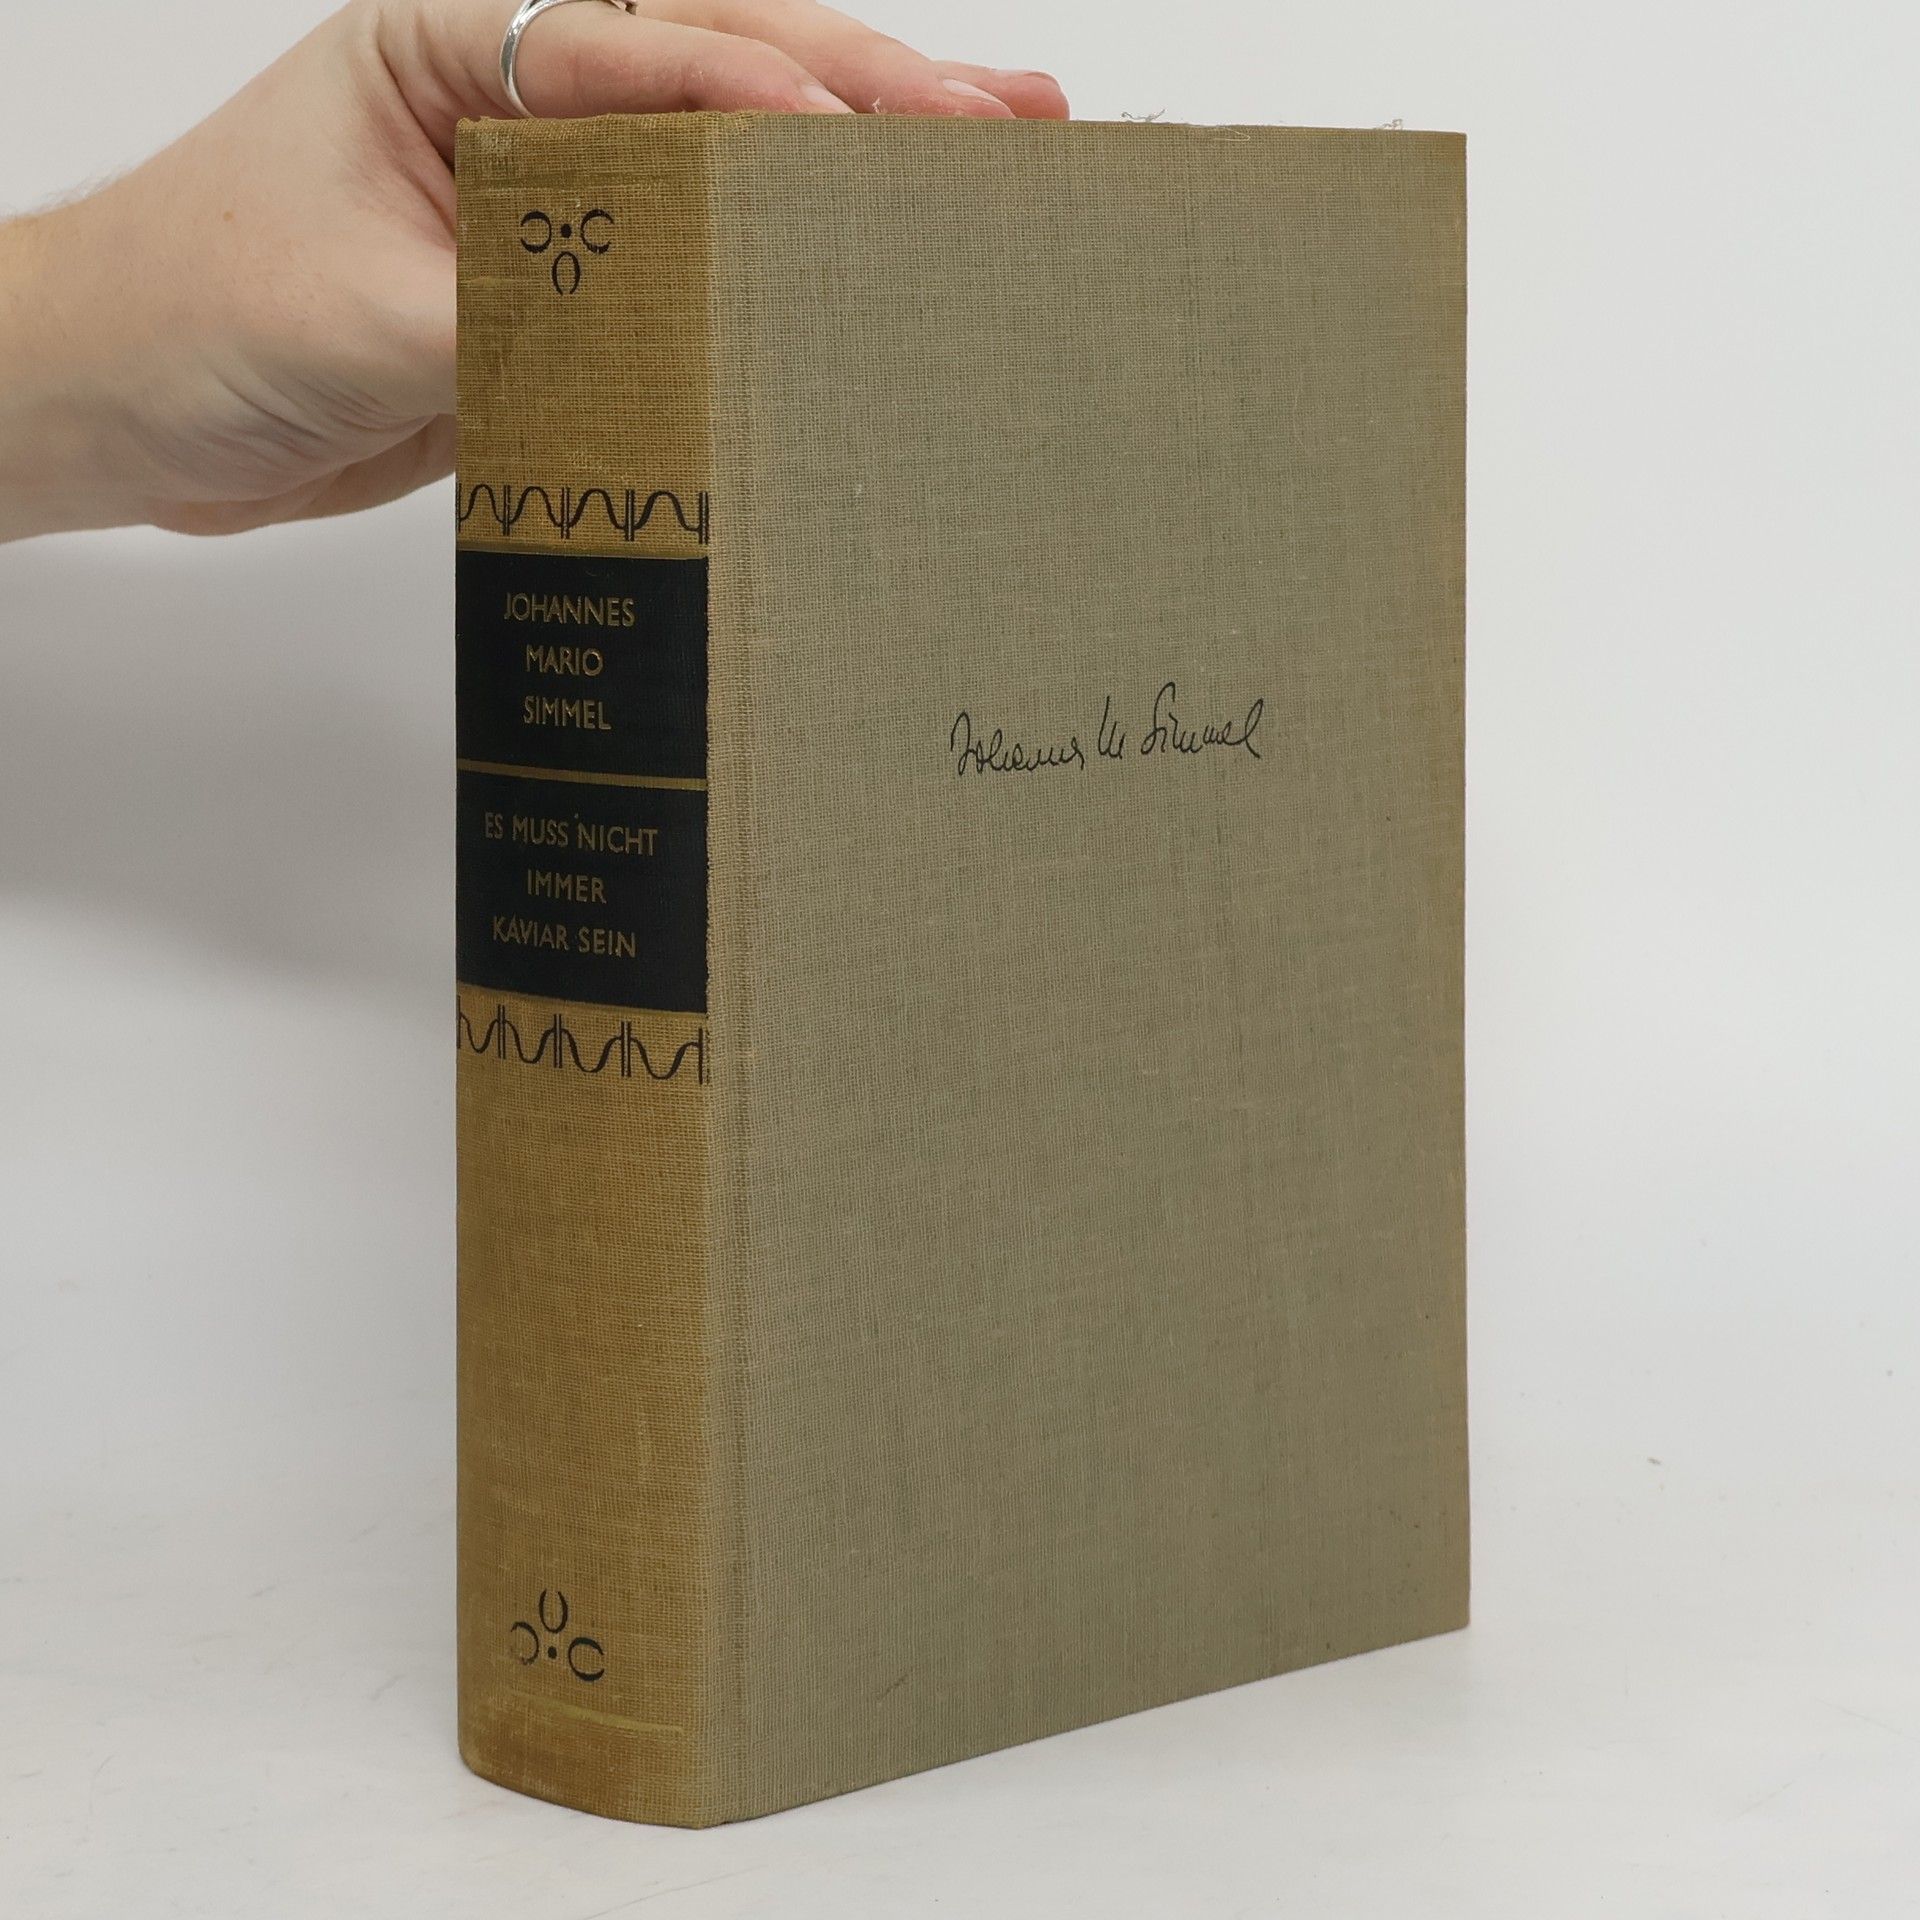 JOHANNES
MARIO
SIMMEL
ES MUSS NICHT
IMMER
KAVIAR SEIN
Johannes M Simmel